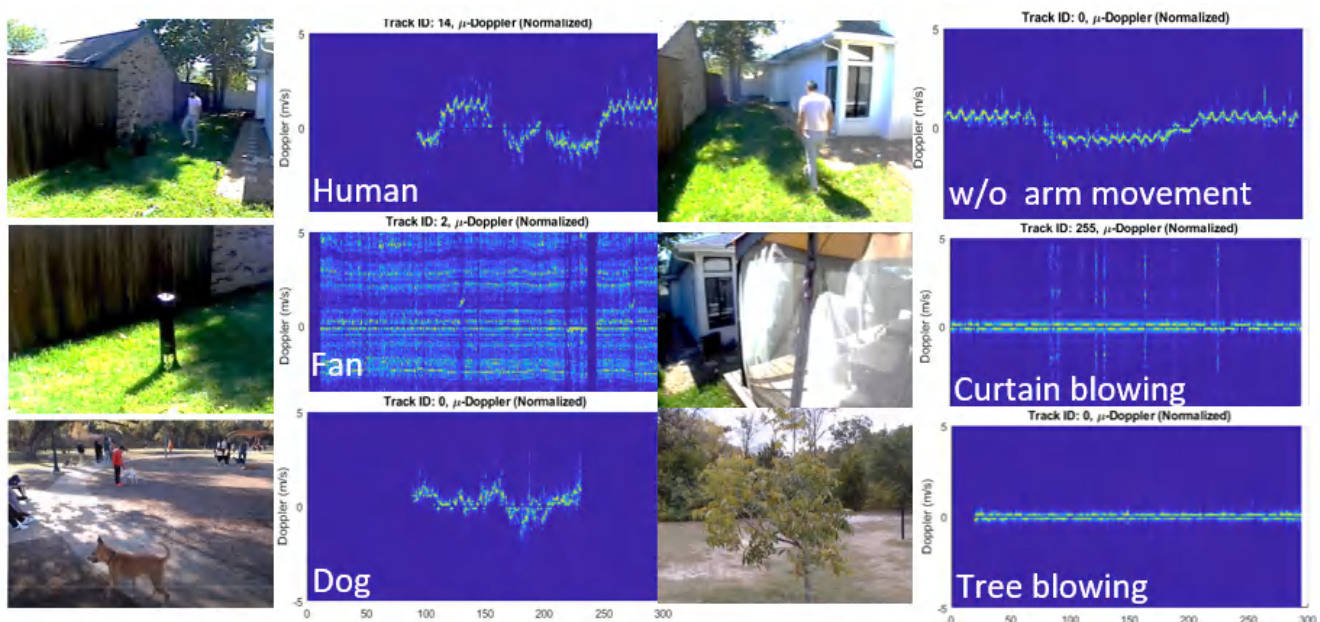 Track ID: 14, μ-Doppler (Normalized)
5
0
Doppler (m/s)
Human
Track ID: 0, μ-Doppler (Normalized)
5
0
-5
Doppler (m/s)
w/o arm movement
Track ID: 2, μ-Doppler (Normalized)
5
0
Doppler (m/s)
Fan
Track ID: 255, μ-Doppler (Normalized)
5
0
-5
Doppler (m/s)
Curtain blowing
Track ID: 0, μ-Doppler (Normalized)
5
0
-5
Doppler (m/s)
Dog
0 50 100 150 200 250 300
Track ID: 0, μ-Doppler (Normalized)
5
0
-5
Doppler (m/s)
Tree blowing
0 50 100 150 200 250 300